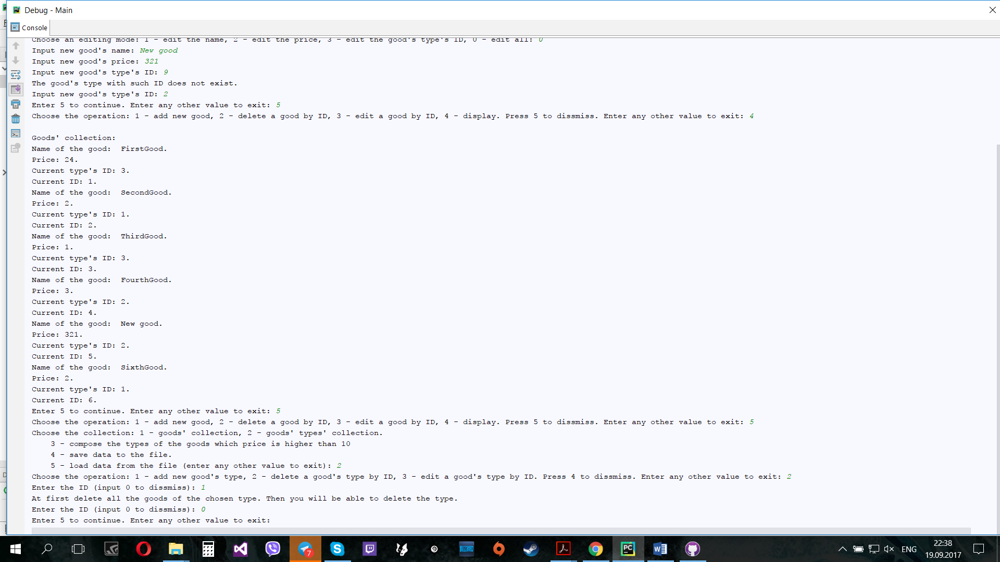 Debug - Main
Console
Choose an editing mode: 1 - edit the name, 2 - edit the price, 3 - edit the good's type's ID, 0 - edit all: 0
Input new good's name: New good
Input new good's price: 321
Input new good's type's ID: 9
The good's type with such ID does not exist.
Input new good's type's ID: 2
Enter 5 to continue. Enter any other value to exit: 5
Choose the operation: 1 - add new good, 2 - delete a good by ID, 3 - edit a good by ID, 4 - display. Press 5 to dissmiss. Enter any other value to exit: 4
Goods' collection:
Name of the good:  FirstGood.
Price: 24.
Current type's ID: 3.
Current ID: 1.
Name of the good:  SecondGood.
Price: 2.
Current type's ID: 1.
Current ID: 2.
Name of the good:  ThirdGood.
Price: 1.
Current type's ID: 3.
Current ID: 3.
Name of the good:  FourthGood.
Price: 3.
Current type's ID: 2.
Current ID: 4.
Name of the good:  New good.
Price: 321.
Current type's ID: 2.
Current ID: 5.
Name of the good:  SixthGood.
Price: 2.
Current type's ID: 1.
Current ID: 6.
Enter 5 to continue. Enter any other value to exit: 5
Choose the operation: 1 - add new good, 2 - delete a good by ID, 3 - edit a good by ID, 4 - display. Press 5 to dissmiss. Enter any other value to exit: 5
Choose the collection: 1 - goods' collection, 2 - goods' types' collection.
3 - compose the types of the goods which price is higher than 10
4 - save data to the file.
5 - load data from the file (enter any other value to exit): 2
Choose the operation: 1 - add new good's type, 2 - delete a good's type by ID, 3 - edit a good's type by ID. Press 4 to dissmiss. Enter any other value to exit: 2
Enter the ID (input 0 to dissmiss): 1
At first delete all the goods of the chosen type. Then you will be able to delete the type.
Enter the ID (input 0 to dissmiss): 0
Enter 5 to continue. Enter any other value to exit:
7
BLIZZARD
PC
ENG
22:38
19.09.2017